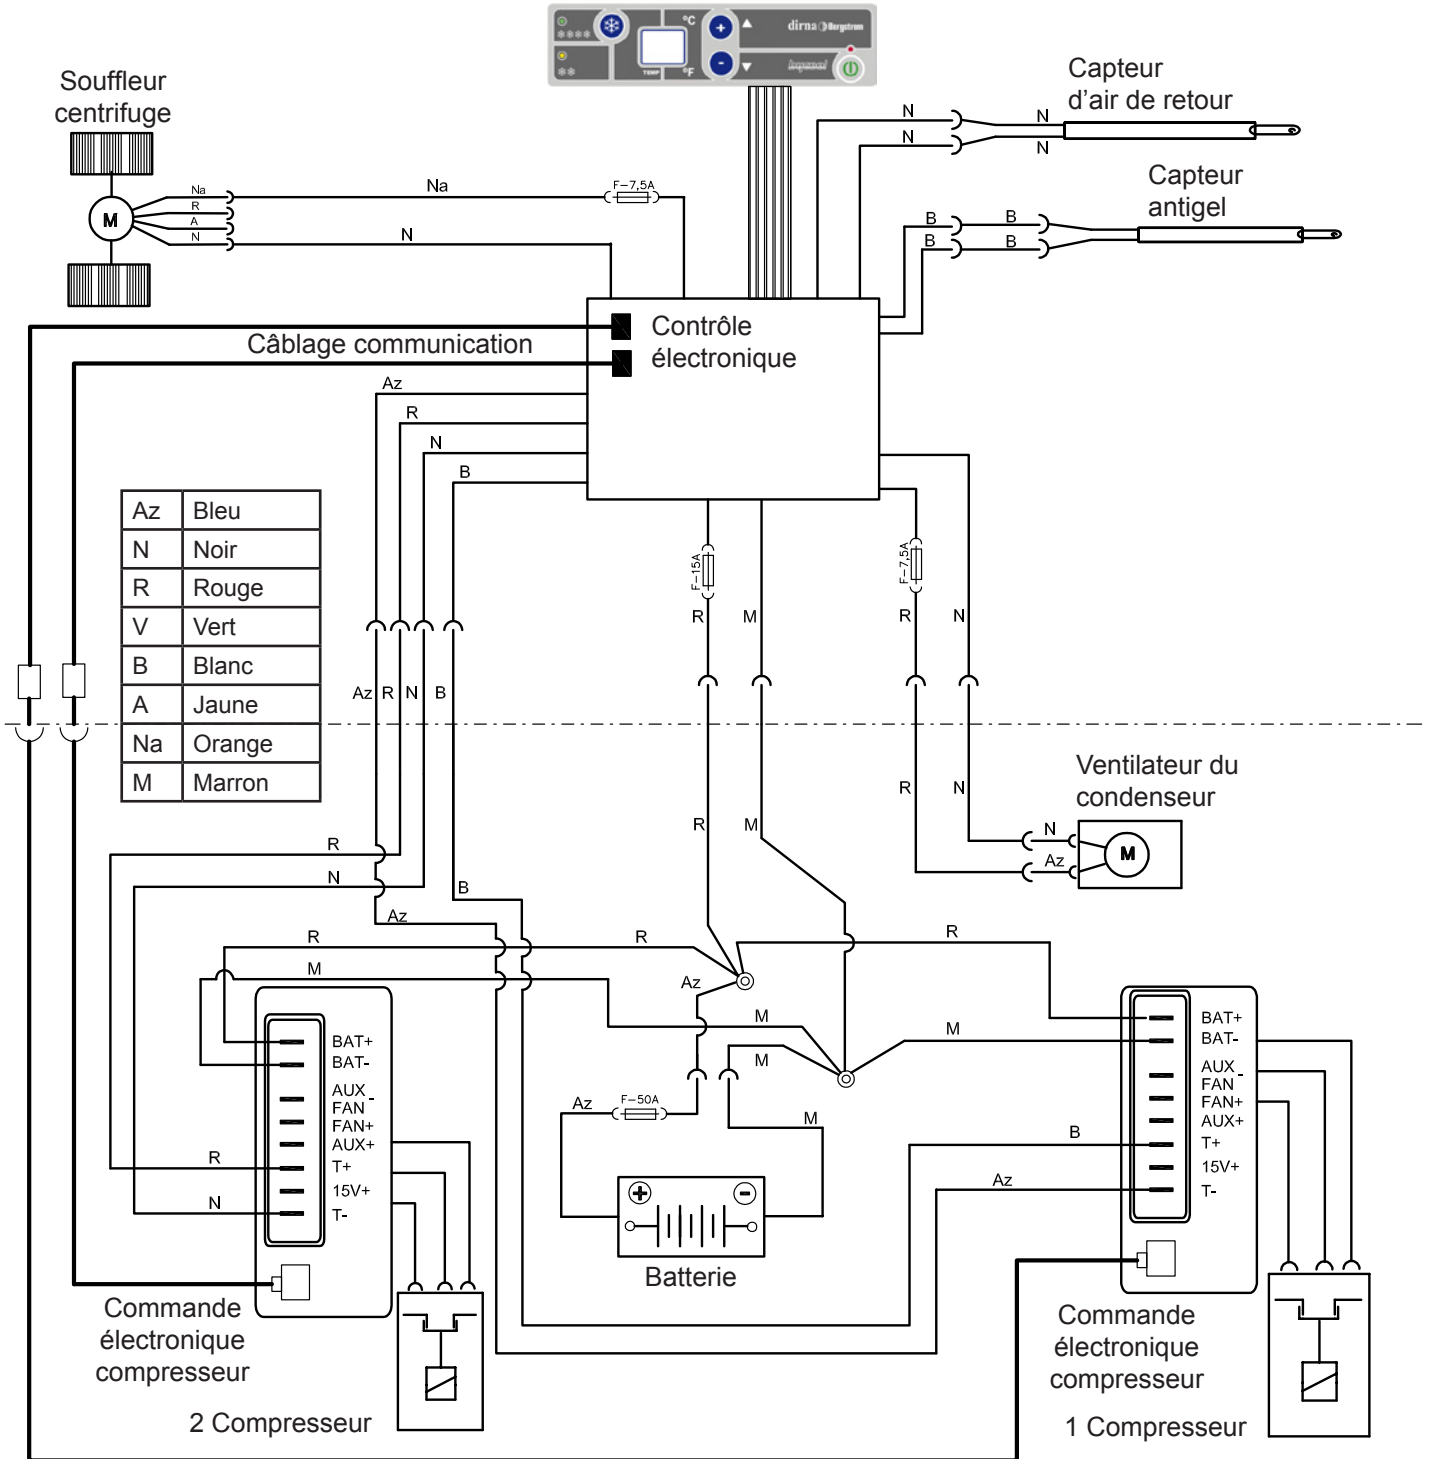 °C
dirna Bergstrom
TEMP
°F
Souffleur
centrifuge
Capteur
d'air de retour
Capteur
antigel
N
N
N
N
B
B
B
B
Na
R
A
N
M
Na
F-7,5A
N
Contrôle
électronique
Câblage communication
Az
R
N
B
Az Bleu
N Noir
R Rouge
V Vert
B Blanc
A Jaune
Na Orange
M Marron
F-15A
F-7,5A
R
M
R
N
Az
R
N
B
R
M
R
N
Ventilateur du
condenseur
N
Az
M
R
N
B
Az
R
R
R
M
Az
M
M
M
Az
F-50A
M
BAT+
BAT-
AUX
FAN -
FAN+
AUX+
T+
15V+
T-
R
N
BAT+
BAT-
AUX
FAN -
FAN+
AUX+
T+
15V+
T-
B
Az
+
-
Batterie
Commande
électronique
compresseur
2 Compresseur
Commande
électronique
compresseur
1 Compresseur